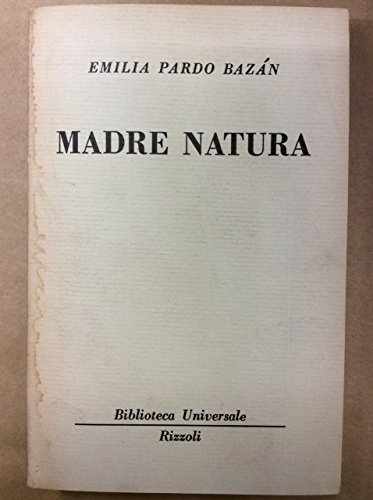 EMILIA PARDO BAZÁN
MADRE NATURA
Biblioteca Universale
Rizzoli